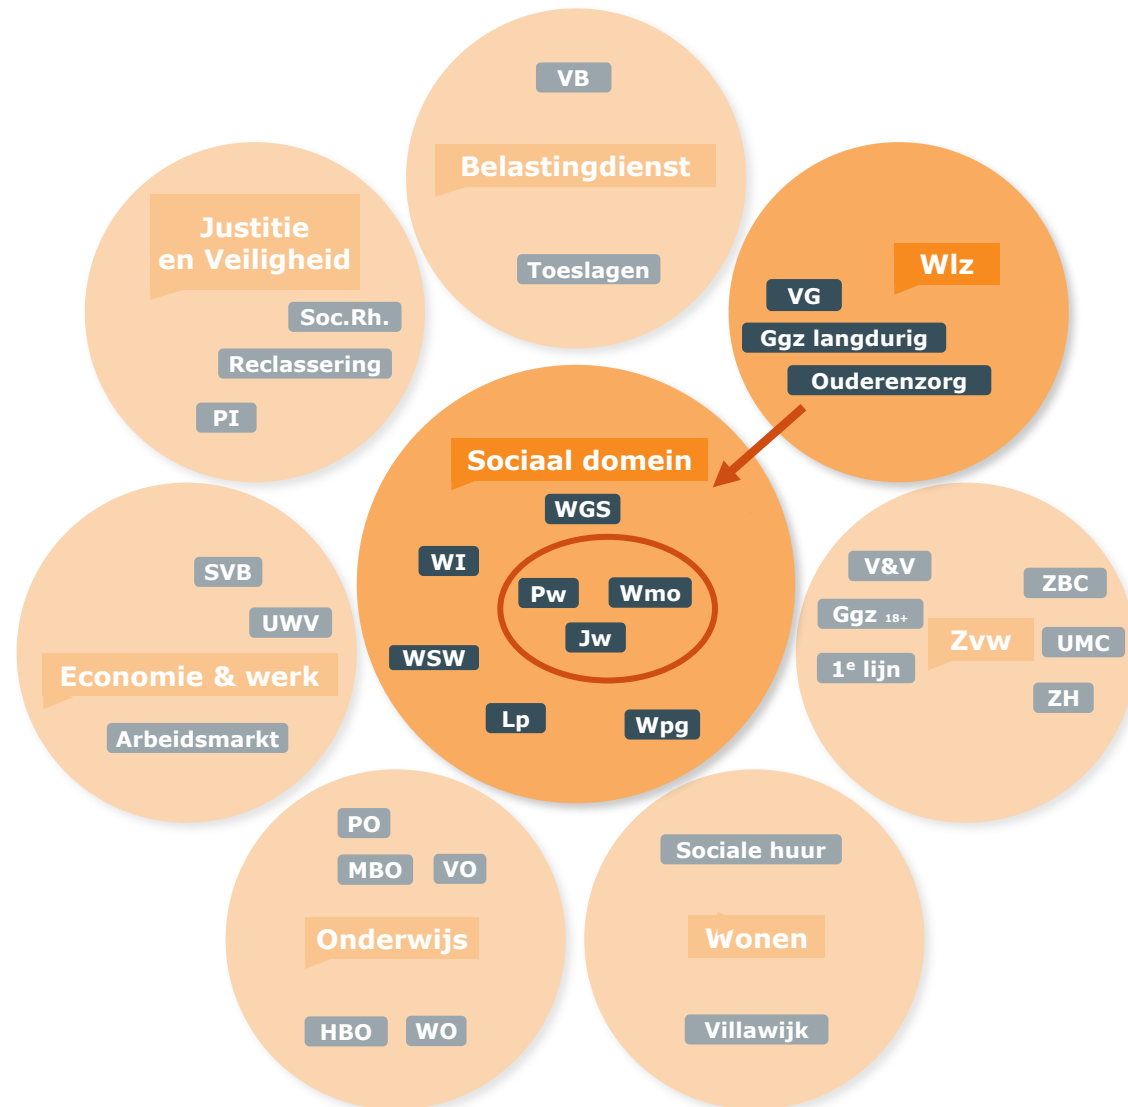 VB
Belastingdienst
Toeslagen
Justitie
en Veiligheid
Soc.Rh.
Reclassering
PI
Wlz
VG
Ggz langdurig
Ouderenzorg
Sociaal domein
WGS
WI
Pw
Wmo
Jw
WSW
Lp
Wpg
SVB
UWV
Economie & werk
Arbeidsmarkt
V&V
ZBC
Ggz 18+
Zvw
UMC
1e lijn
ZH
PO
MBO
VO
Onderwijs
HBO
WO
Sociale huur
Wonen
Villawijk